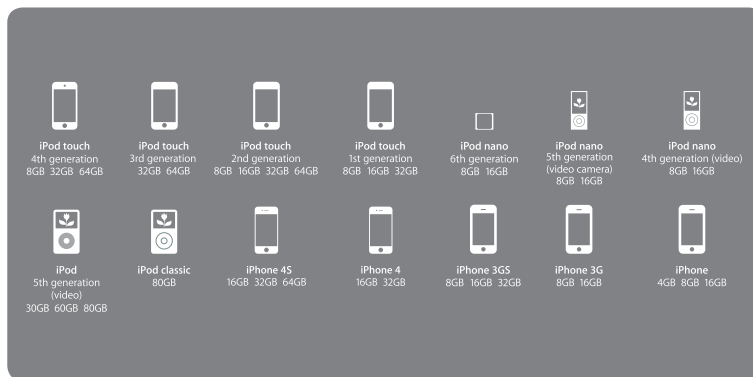 iPod touch
4th generation
8GB 32GB 64GB
iPod touch
3rd generation
32GB 64GB
iPod touch
2nd generation
8GB 16GB 32GB 64GB
iPod touch
1st generation
8GB 16GB 32GB
iPod nano
6th generation
8GB 16GB
iPod nano
5th generation
(video camera)
8GB 16GB
iPod nano
4th generation (video)
8GB 16GB
iPod
5th generation
(video)
30GB 60GB 80GB
iPod classic
80GB
iPhone 4S
16GB 32GB 64GB
iPhone 4
16GB 32GB
iPhone 3GS
8GB 16GB 32GB
iPhone 3G
8GB 16GB
iPhone
4GB 8GB 16GB